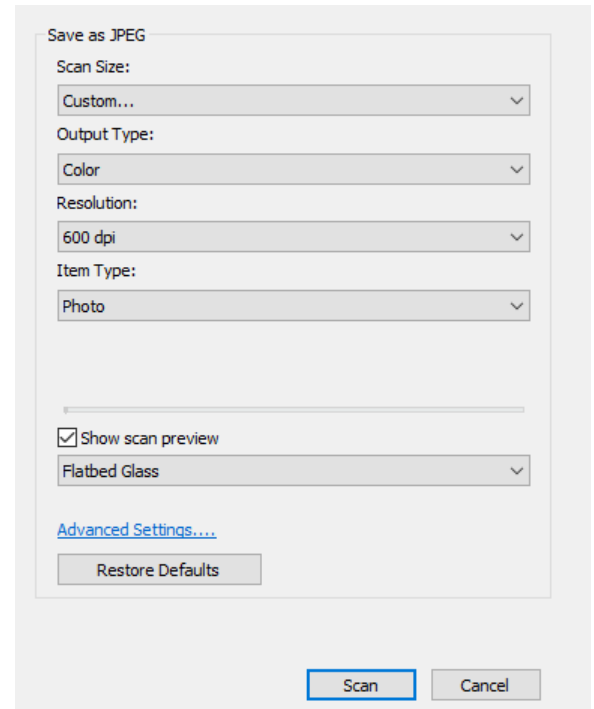 Save as JPEG
Scan Size:
Custom...
Output Type:
Color
Resolution:
600 dpi
Item Type:
Photo
Show scan preview
Flatbed Glass
Advanced Settings....
Restore Defaults
Scan Cancel